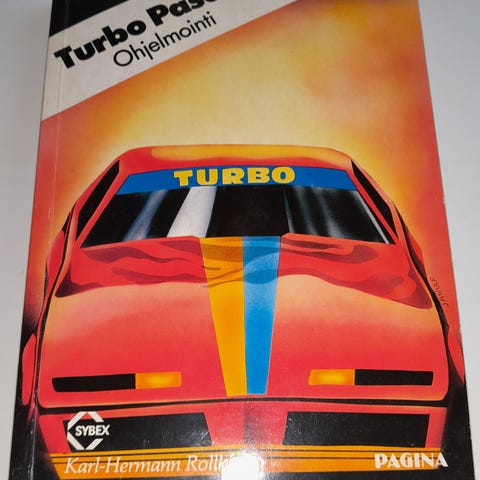 Turbo Pas
Ohjelmointi
TURBO
SYBEX
Karl-Hermann Rollk
PAGINA